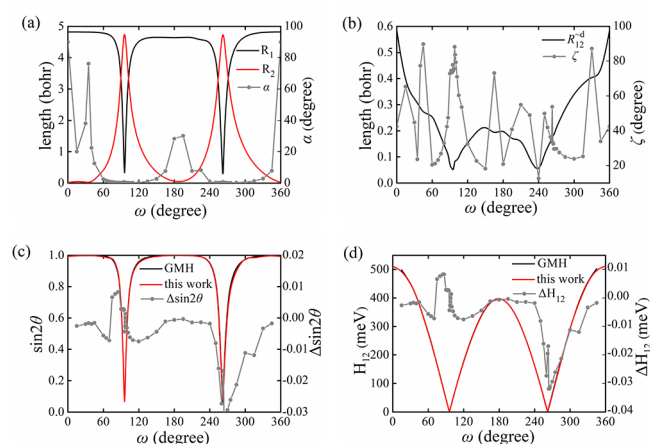 (a)
length (bohr)
5
4
3
2
1
0
100
80
60
40
20
0
α (degree)
R1
R2
α
0 60 120 180 240 300 360
ω (degree)
(b)
length (bohr)
0.6
0.5
0.4
0.3
0.2
0.1
0.0
100
80
60
40
20
ζ (degree)
R12^-d
ζ
0 60 120 180 240 300 360
ω (degree)
(c)
sin2θ
1.0
0.8
0.6
0.4
0.2
0.0
0.02
0.01
0.00
-0.01
-0.02
-0.03
Δsin2θ
GMH
this work
Δsin2θ
0 60 120 180 240 300 360
ω (degree)
(d)
H12 (meV)
500
400
300
200
100
0
0.01
0.00
-0.01
-0.02
-0.03
-0.04
ΔH12 (meV)
GMH
this work
ΔH12
0 60 120 180 240 300 360
ω (degree)